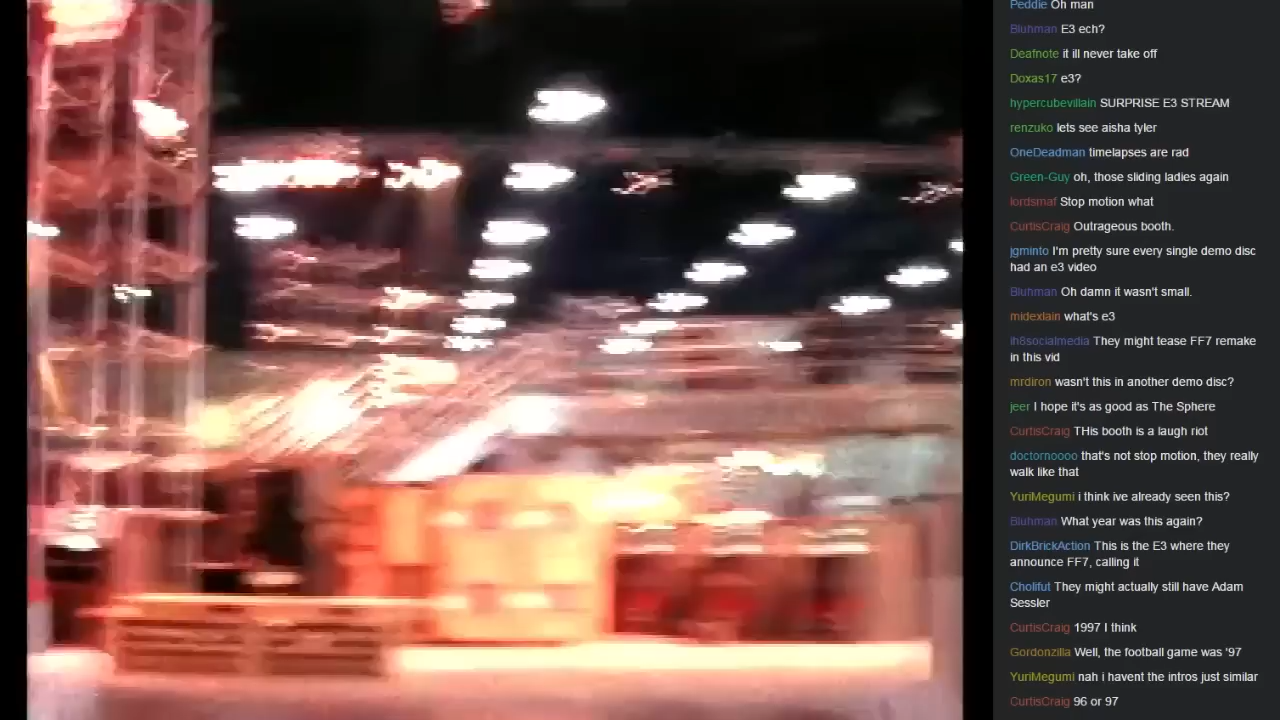 Peddie Oh man
Bluhman E3 ech?
Deafnote it ill never take off
Doxas17 e3?
hypercubevillain SURPRISE E3 STREAM
renzuko lets see aisha tyler
OneDeadman timelapses are rad
Green-Guy oh, those sliding ladies again
lordsmaf Stop motion what
CurtisCraig Outrageous booth.
jgminto I'm pretty sure every single demo disc
had an e3 video
Bluhman Oh damn it wasn't small.
midexlain what's e3
ih8socialmedia They might tease FF7 remake
in this vid
mrdiron wasn't this in another demo disc?
jeer I hope it's as good as The Sphere
CurtisCraig THis booth is a laugh riot
doctornoooo that's not stop motion, they really
walk like that
YuriMegumi i think ive already seen this?
Bluhman What year was this again?
DirkBrickAction This is the E3 where they
announce FF7, calling it
Cholifut They might actually still have Adam
Sessler
CurtisCraig 1997 I think
Gordonzilla Well, the football game was '97
YuriMegumi nah i havent the intros just similar
CurtisCraig 96 or 97